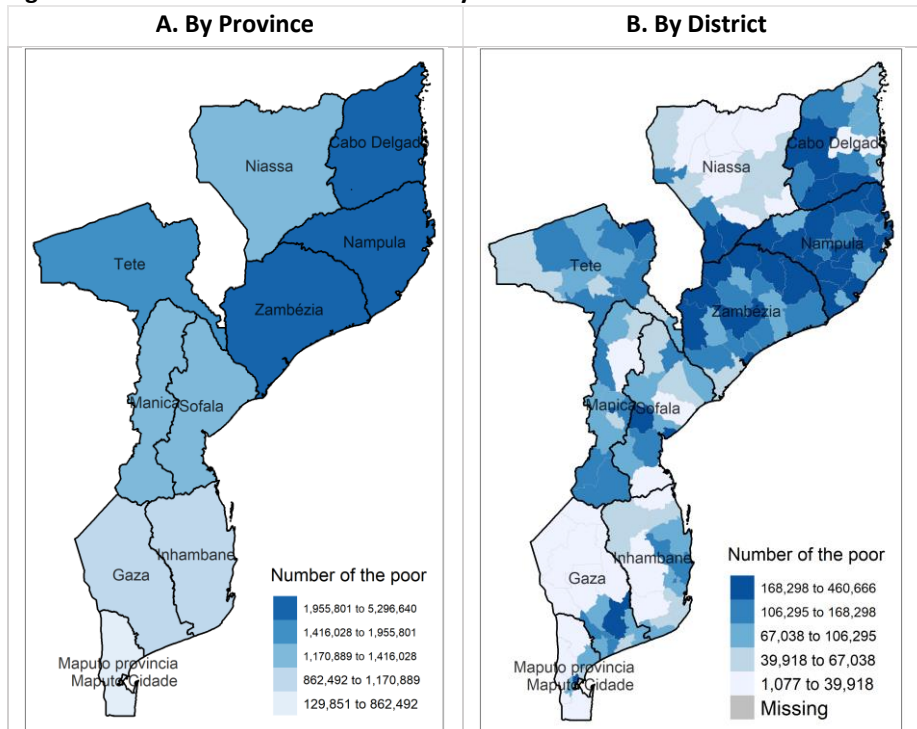 A. By Province
B. By District
Cabo Delgado
Niassa
Nampula
Tete
Zambézia
Manica
Sofala
Inhambane
Gaza
Maputo provincia
Maputo Cidade
Number of the poor
1,955,801 to 5,296,640
1,416,028 to 1,955,801
1,170,889 to 1,416,028
862,492 to 1,170,889
129,851 to 862,492
Cabo Delgado
Niassa
Nampula
Tete
Zambézia
Manica
Sofala
Inhambane
Gaza
Maputo provincia
Maputo Cidade
Number of the poor
168,298 to 460,666
106,295 to 168,298
67,038 to 106,295
39,918 to 67,038
1,077 to 39,918
Missing